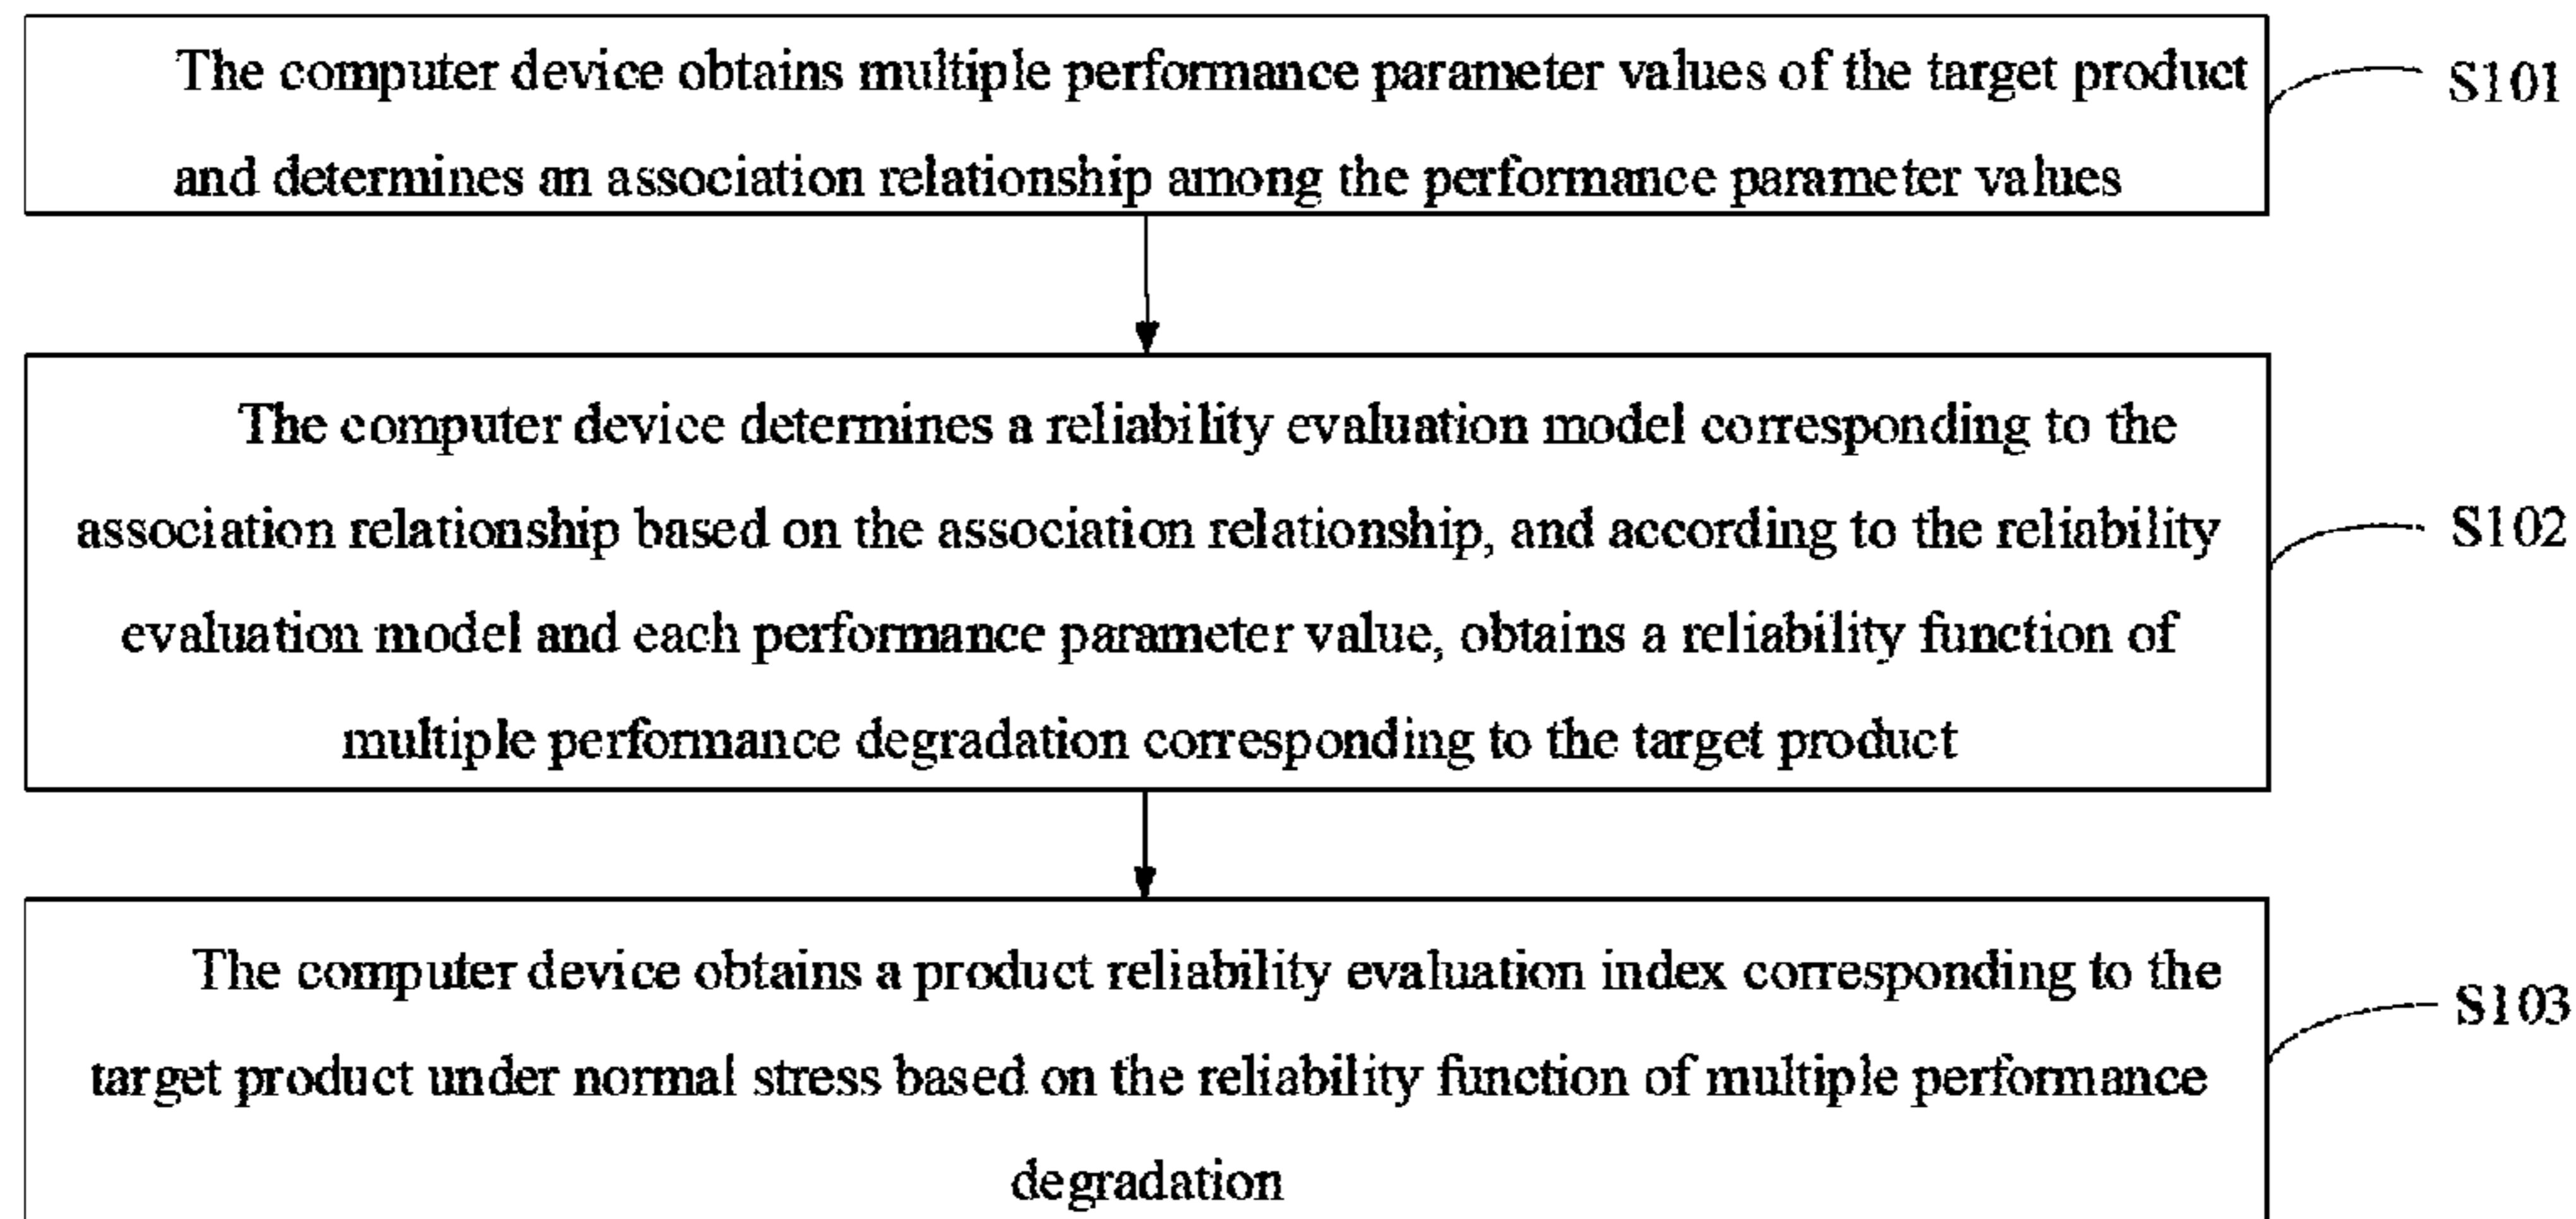 The computer device obtains multiple performance parameter values of the target product
and determines an association relationship among the performance parameter values
S101
The computer device determines a reliability evaluation model corresponding to the
association relationship based on the association relationship, and according to the reliability
evaluation model and each performance parameter value, obtains a reliability function of
multiple performance degradation corresponding to the target product
S102
The computer device obtains a product reliability evaluation index corresponding to the
target product under normal stress based on the reliability function of multiple performance
degradation
S103